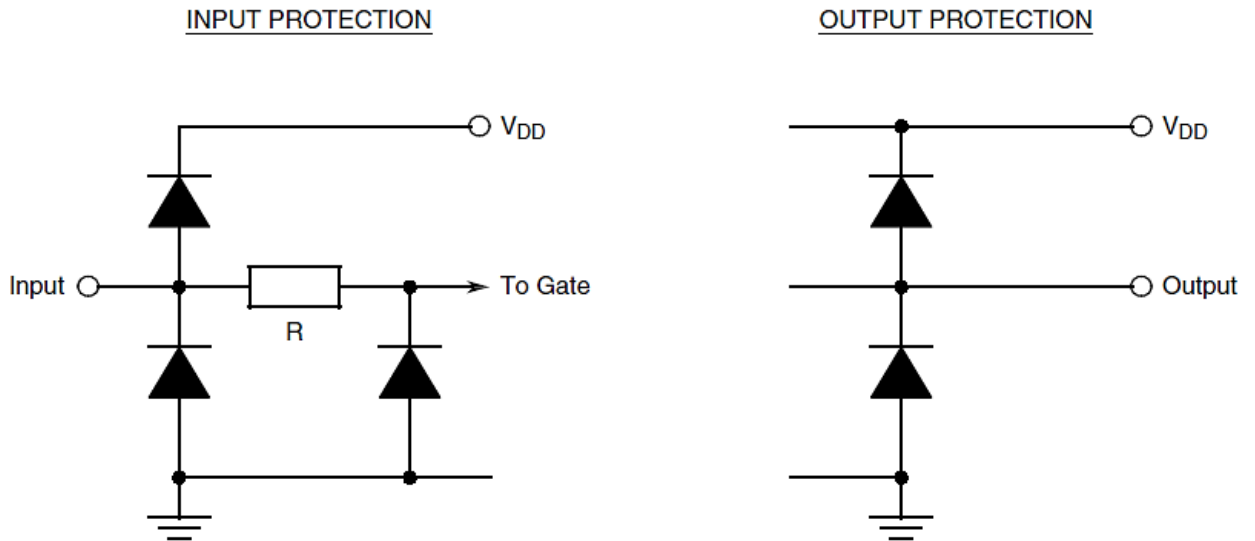 INPUT PROTECTION
OUTPUT PROTECTION
VDD
VDD
Input
To Gate
Output
R